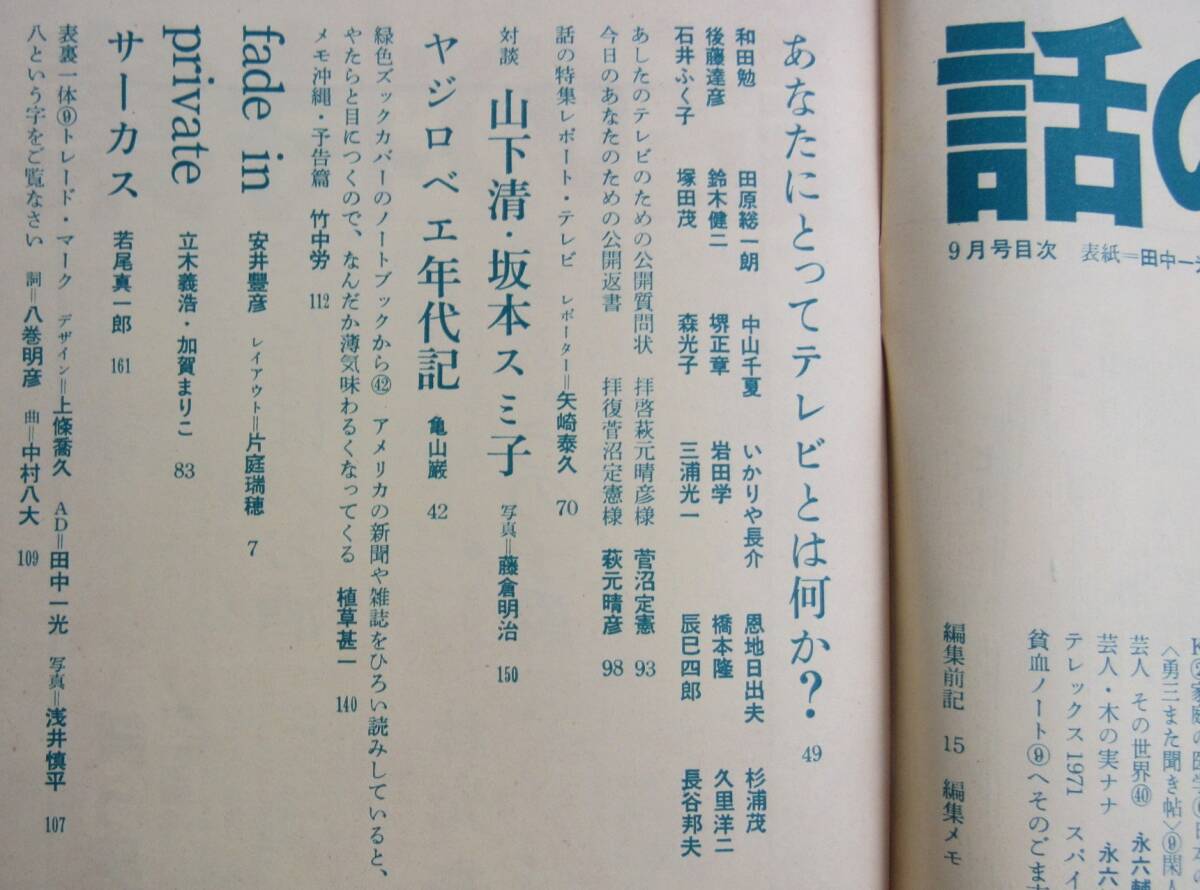 話の
9月号目次 表紙=田中一
〈勇三また聞き帖〉⑨閑人
芸人 その世界㊵ 永六輔
芸人・木の実ナナ 永六
テレックス1971 スパイ
貧血ノート⑨へそのごま
編集前記 15 編集メモ
あなたにとってテレビとは何か? 49
和田勉 田原総一朗 中山千夏 いかりや長介 恩地日出夫 杉浦茂
後藤達彦 鈴木健二 堺正章 岩田学 橋本隆 久里洋二
石井ふく子 塚田茂 森光子 三浦光一 辰巳四郎 長谷邦夫
あしたのテレビのための公開質問状 拝啓萩元晴彦様 菅沼定憲 93
今日のあなたのための公開返書 拝復菅沼定憲様 萩元晴彦 98
話の特集レポート・テレビ レポーター=矢崎泰久 70
対談 山下清・坂本スミ子 写真=藤倉明治 150
ヤジロベエ年代記 亀山巌 42
緑色ズックカバーのノートブックから㊷ アメリカの新聞や雑誌をひろい読みしていると、
やたらと目につくので、なんだか薄気味わるくなってくる 植草甚一 140
メモ沖縄・予告篇 竹中労 112
fade in 安井豐彦 レイアウト=片庭瑞穂 7
private 立木義浩・加賀まりこ 83
サーカス 若尾真一郎 161
表裏一体⑨トレード・マーク デザイン=上條喬久 AD=田中一光 写真=浅井慎平 107
八という字をご覧なさい 詞=八巻明彦 曲=中村八大 109